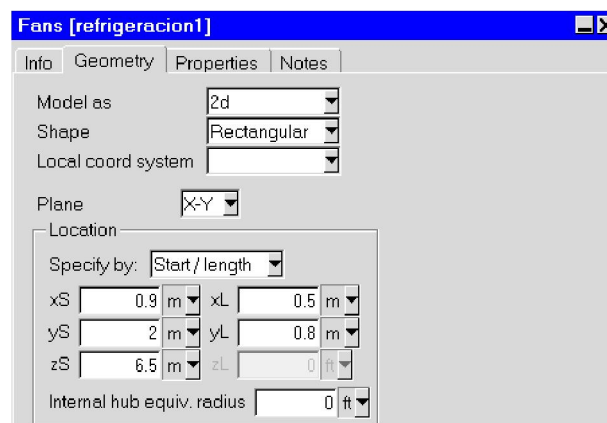 Fans [refrigeracion1]
Info Geometry Properties Notes
Model as 2d
Shape Rectangular
Local coord system
Plane X-Y
Location
Specify by: Start / length
xS 0.9 m xL 0.5 m
yS 2 m yL 0.8 m
zS 6.5 m zL 0 ft
Internal hub equiv. radius 0 ft